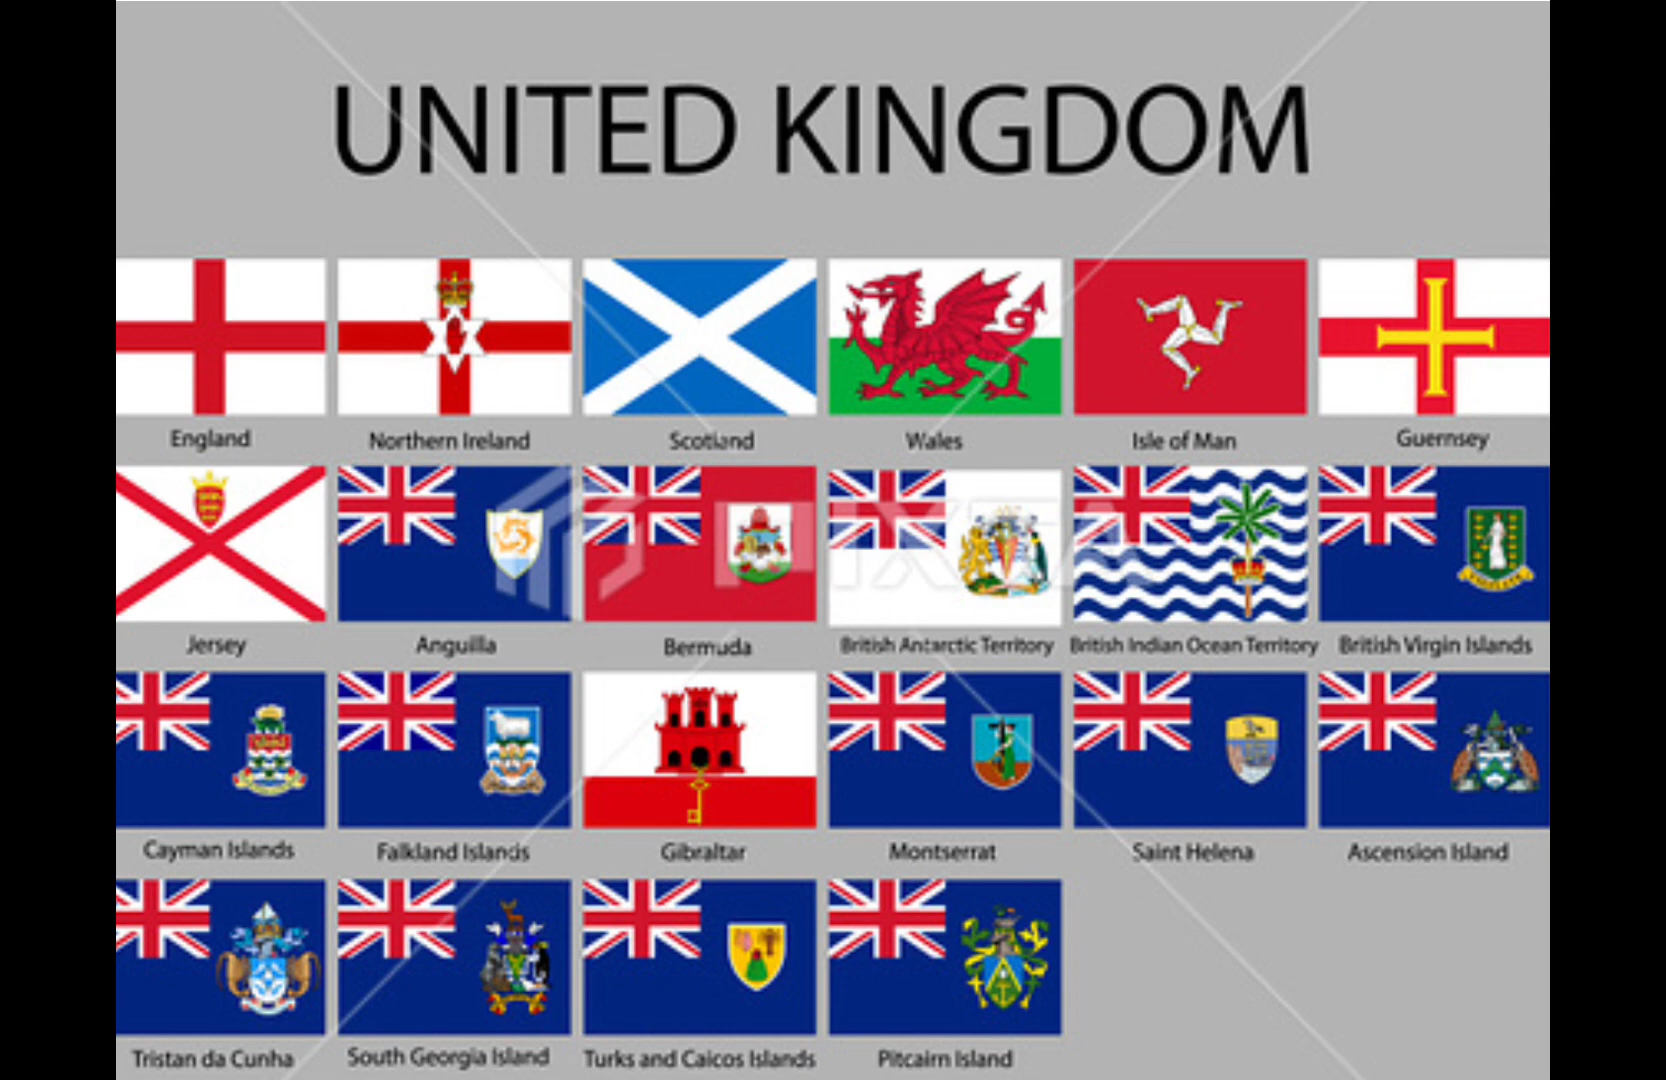 UNITED KINGDOM
England
Northern Ireland
Scotland
Wales
Isle of Man
Guernsey
Jersey
Anguilla
Bermuda
British Antarctic Territory
British Indian Ocean Territory
British Virgin Islands
Cayman Islands
Falkland Islands
Gibraltar
Montserrat
Saint Helena
Ascension Island
Tristan da Cunha
South Georgia Island
Turks and Caicos Islands
Pitcairn Island
PIXTA